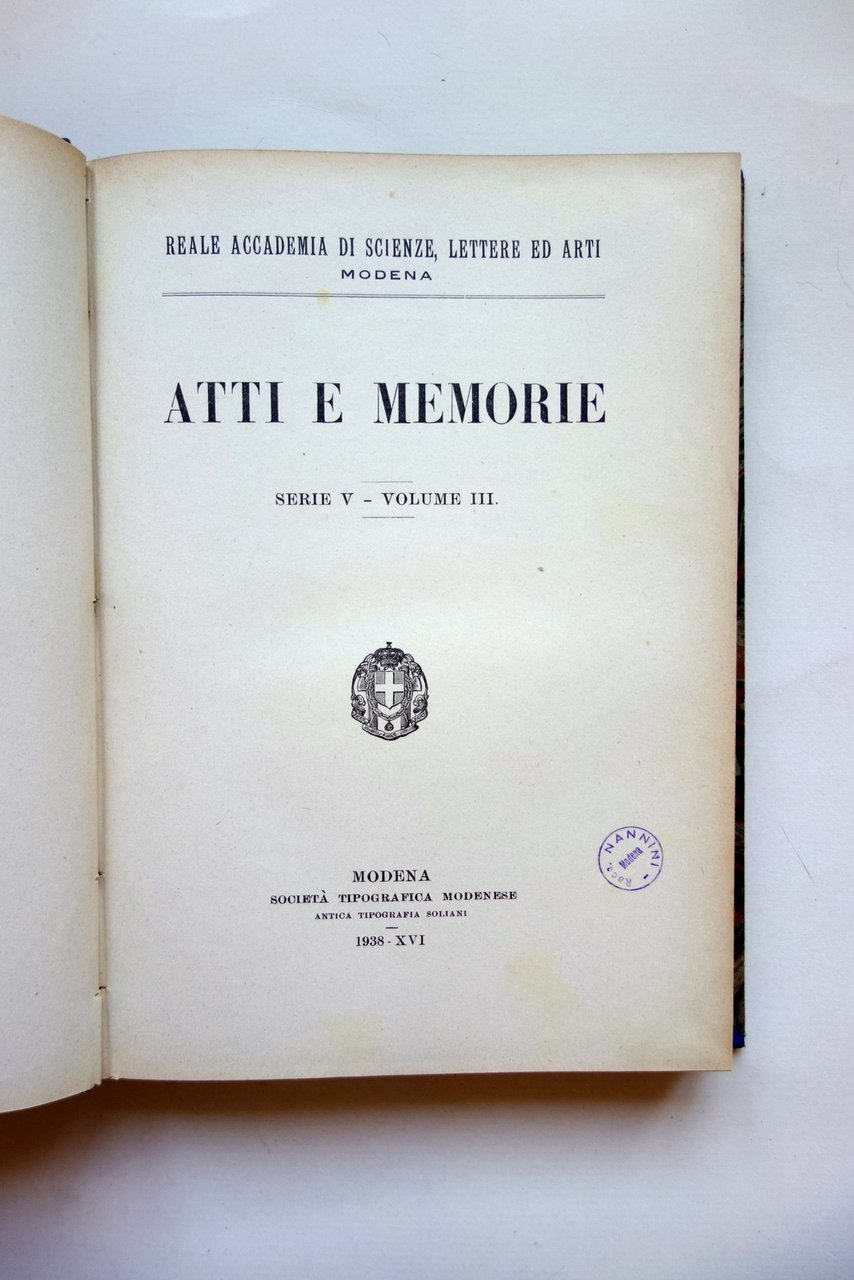 REALE ACCADEMIA DI SCIENZE, LETTERE ED ARTI
MODENA
ATTI E MEMORIE
SERIE V - VOLUME III.
NANNINI - Racc.
Modena
MODENA
SOCIETÀ TIPOGRAFICA MODENESE
ANTICA TIPOGRAFIA SOLIANI
1938 - XVI